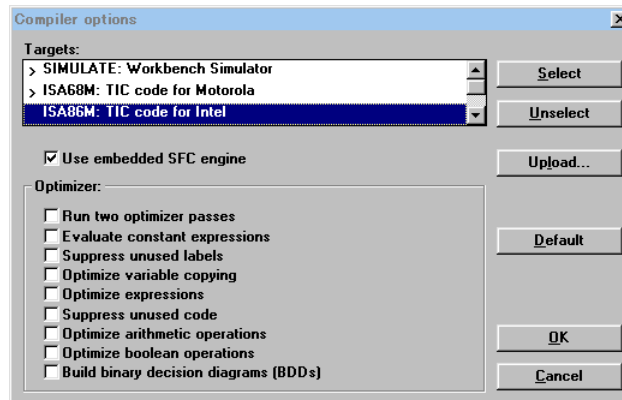 Compiler options
Targets:
> SIMULATE: Workbench Simulator
> ISA68M: TIC code for Motorola
ISA86M: TIC code for Intel
Select
Unselect
Use embedded SFC engine
Upload...
Optimizer:
Run two optimizer passes
Evaluate constant expressions
Default
Suppress unused labels
Optimize variable copying
Optimize expressions
Suppress unused code
Optimize arithmetic operations
OK
Optimize boolean operations
Build binary decision diagrams (BDDs)
Cancel